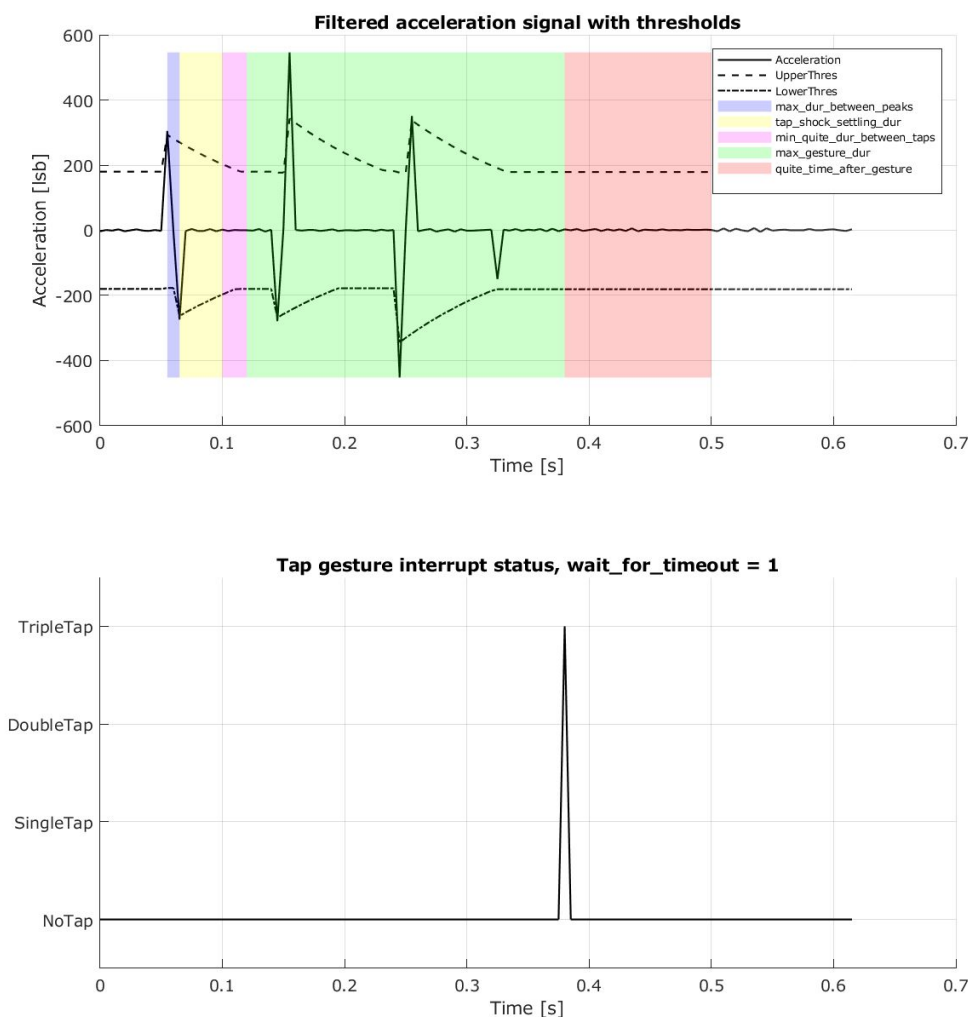 Filtered acceleration signal with thresholds
600
400
200
0
-200
-400
-600
Acceleration [lsb]
Acceleration
UpperThres
LowerThres
max_dur_between_peaks
tap_shock_settling_dur
min_quite_dur_between_taps
max_gesture_dur
quite_time_after_gesture
0 0.1 0.2 0.3 0.4 0.5 0.6 0.7
Time [s]
Tap gesture interrupt status, wait_for_timeout = 1
TripleTap
DoubleTap
SingleTap
NoTap
0 0.1 0.2 0.3 0.4 0.5 0.6 0.7
Time [s]